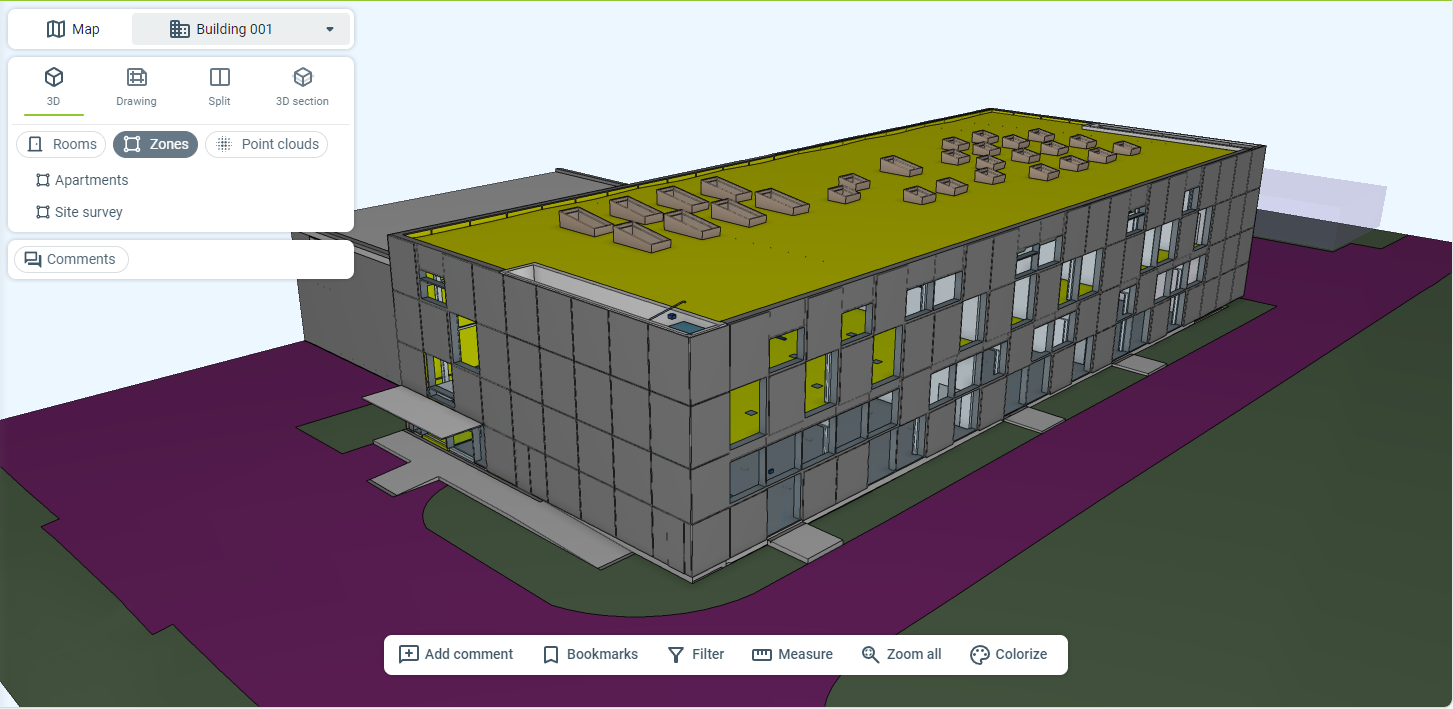 Map
Building 001
3D
Drawing
Split
3D section
Rooms
Zones
Point clouds
Apartments
Site survey
Comments
Add comment
Bookmarks
Filter
Measure
Zoom all
Colorize